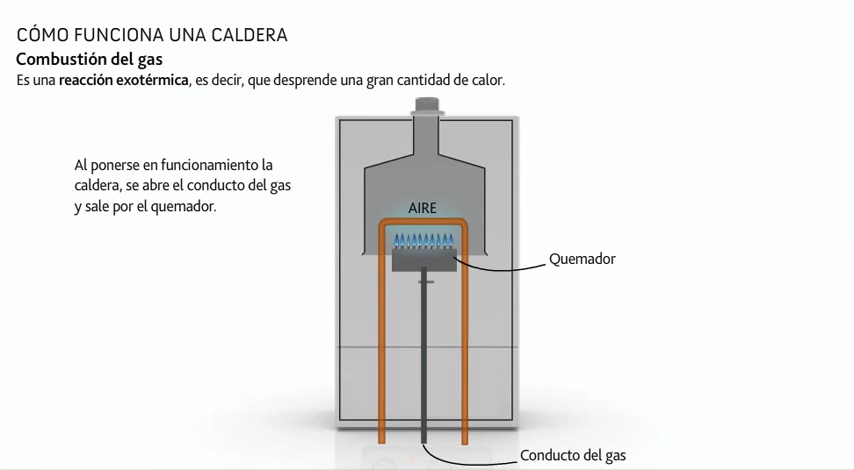 CÓMO FUNCIONA UNA CALDERA
Combustión del gas
Es una reacción exotérmica, es decir, que desprende una gran cantidad de calor.
Al ponerse en funcionamiento la
caldera, se abre el conducto del gas
y sale por el quemador.
AIRE
Quemador
Conducto del gas